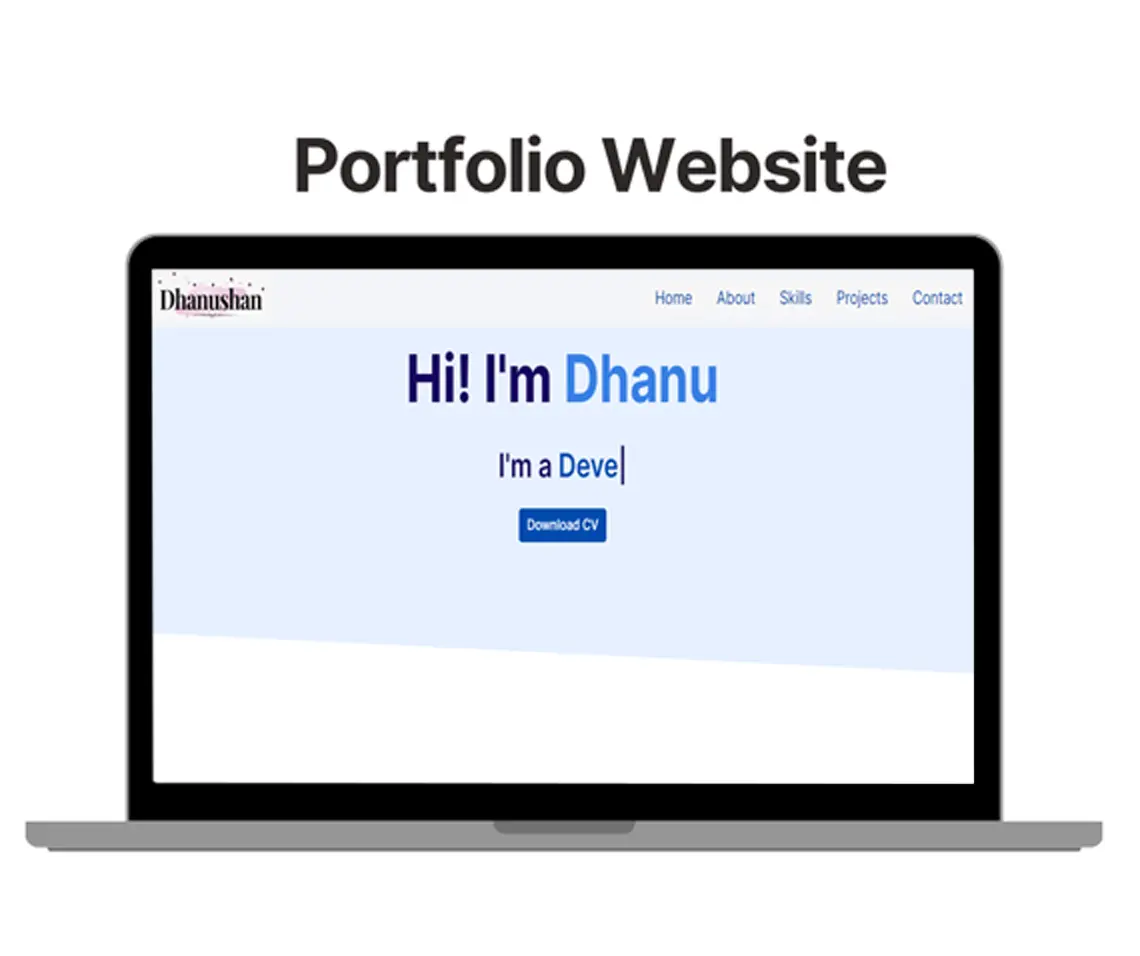 Portfolio Website
Dhanushan
Home About Skills Projects Contact
Hi! I'm Dhanu
I'm a Deve|
Download CV